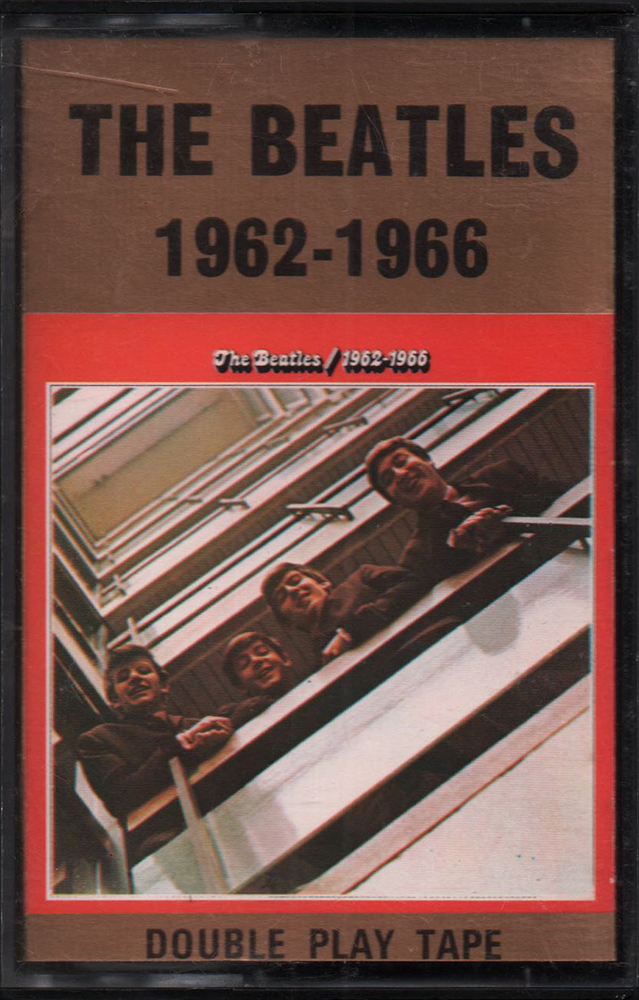 THE BEATLES
1962-1966
The Beatles / 1962-1966
DOUBLE PLAY TAPE